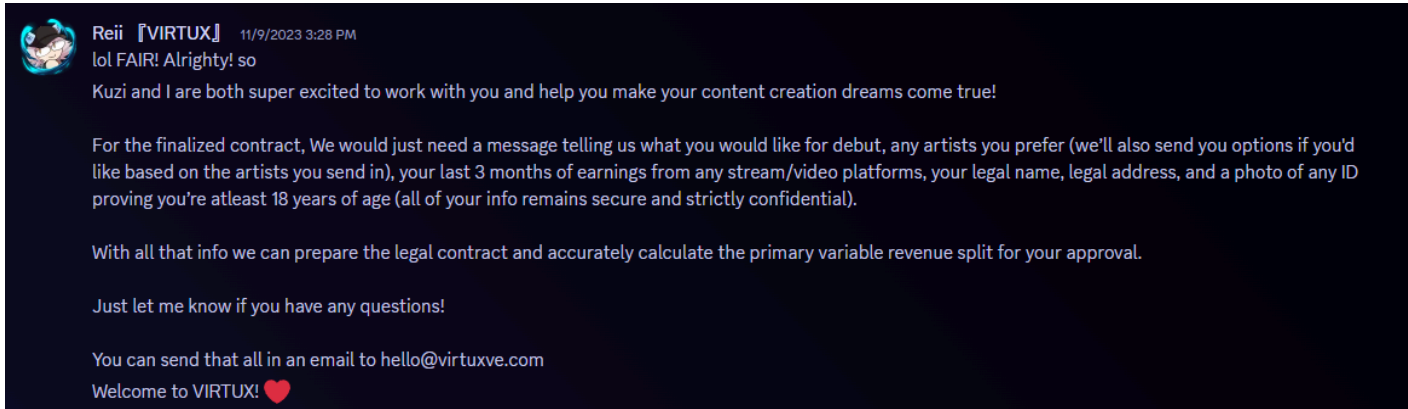 Reii 『VIRTUX』 11/9/2023 3:28 PM
lol FAIR! Alrighty! so
Kuzi and I are both super excited to work with you and help you make your content creation dreams come true!
For the finalized contract, We would just need a message telling us what you would like for debut, any artists you prefer (we'll also send you options if you'd
like based on the artists you send in), your last 3 months of earnings from any stream/video platforms, your legal name, legal address, and a photo of any ID
proving you're atleast 18 years of age (all of your info remains secure and strictly confidential).
With all that info we can prepare the legal contract and accurately calculate the primary variable revenue split for your approval.
Just let me know if you have any questions!
You can send that all in an email to hello@virtuxve.com
Welcome to VIRTUX! ❤️